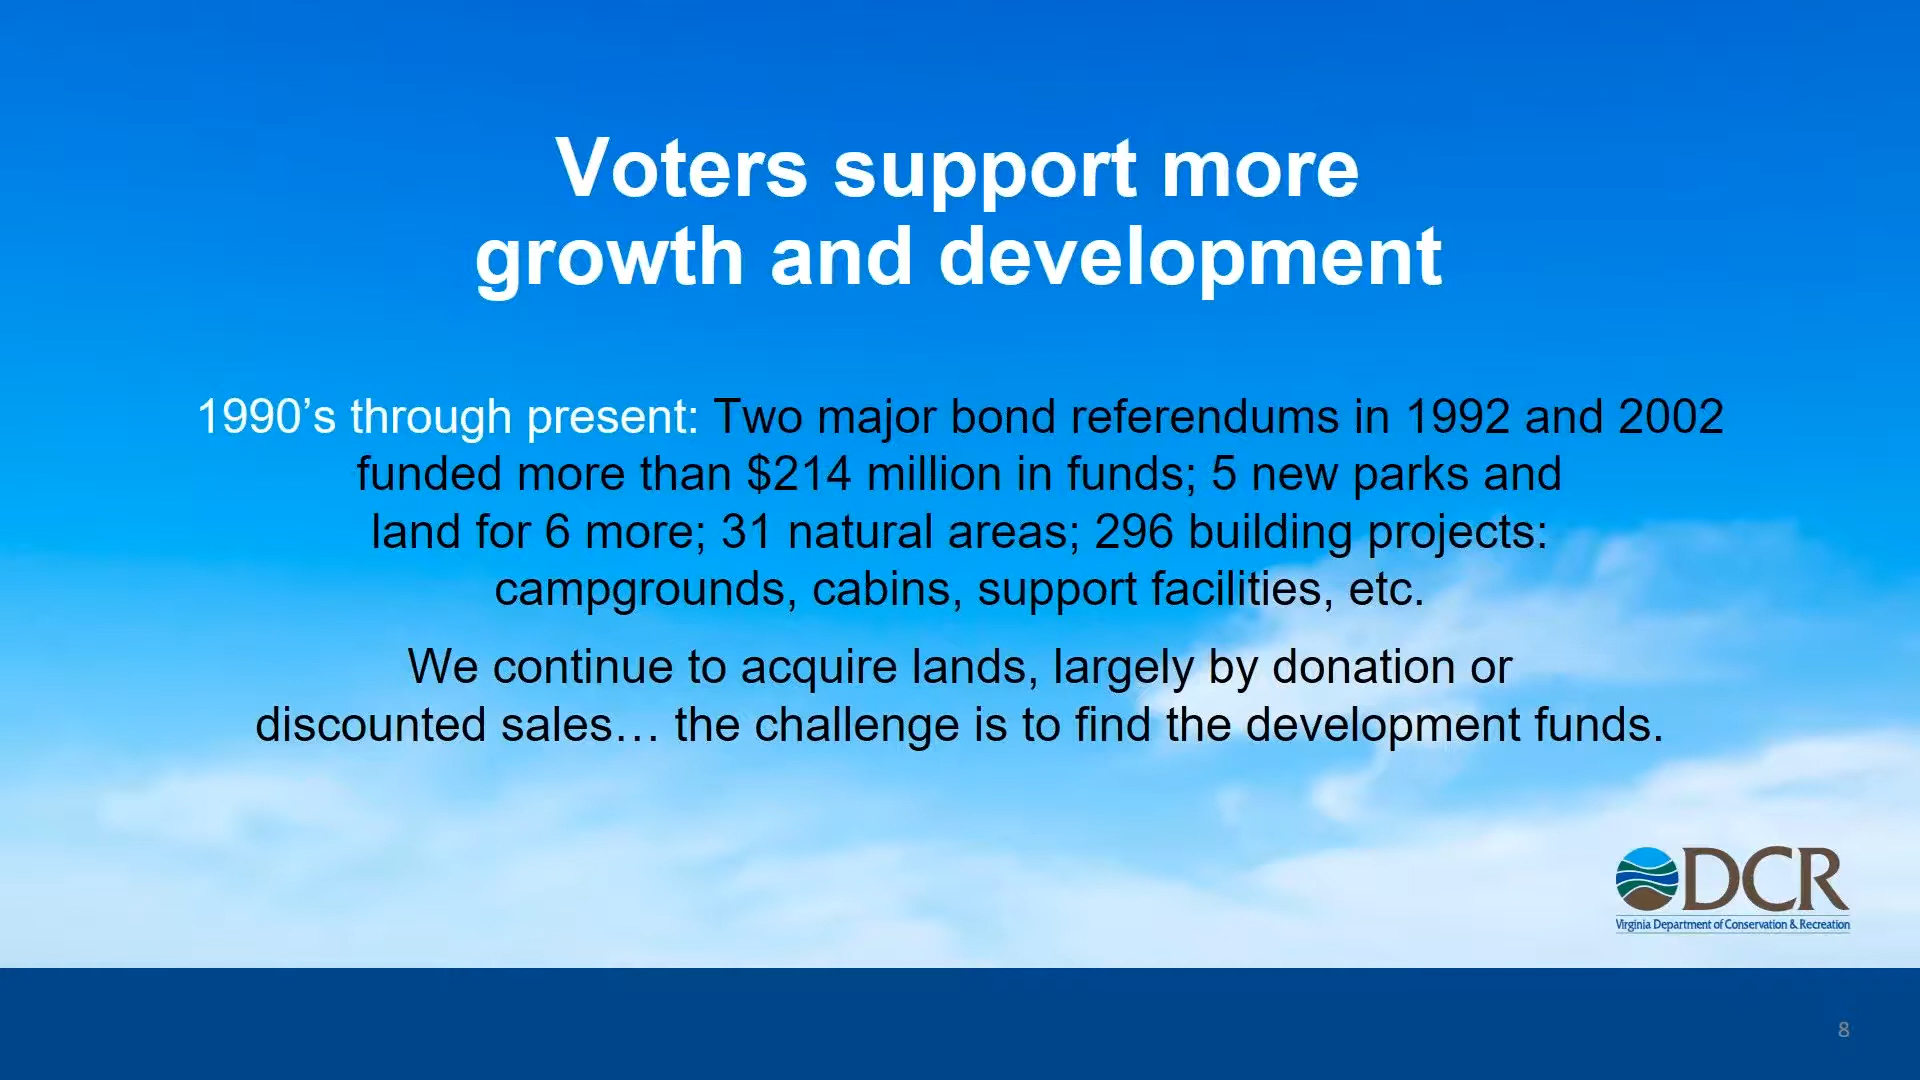 Voters support more
growth and development
1990’s through present: Two major bond referendums in 1992 and 2002
funded more than $214 million in funds; 5 new parks and
land for 6 more; 31 natural areas; 296 building projects:
campgrounds, cabins, support facilities, etc.
We continue to acquire lands, largely by donation or
discounted sales… the challenge is to find the development funds.
DCR
Virginia Department of Conservation & Recreation
8